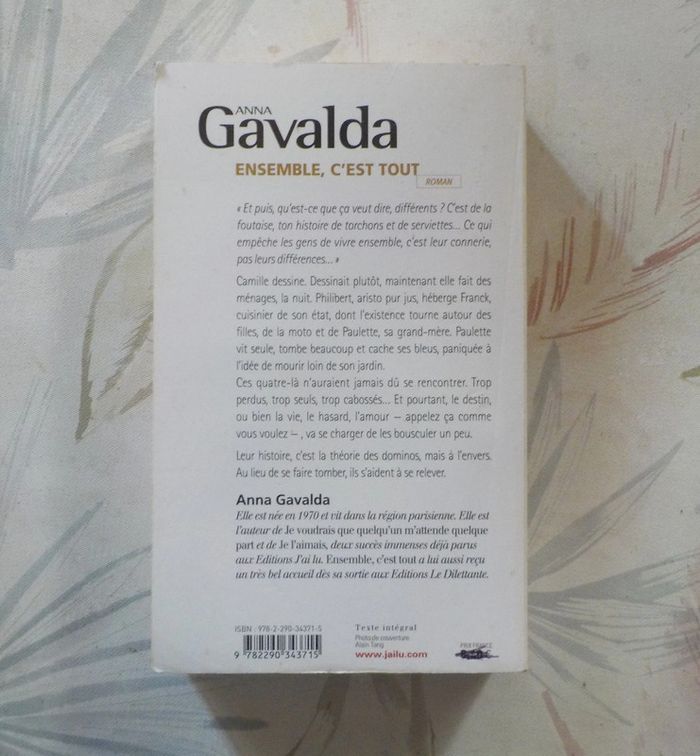 ANNA
Gavalda
ENSEMBLE, C'EST TOUT
ROMAN
« Et puis, qu'est-ce que ça veut dire, différents ? C'est de la
foutaise, ton histoire de torchons et de serviettes... Ce qui
empêche les gens de vivre ensemble, c'est leur connerie,
pas leurs différences... »
Camille dessine. Dessinait plutôt, maintenant elle fait des
ménages, la nuit. Philibert, aristo pur jus, héberge Franck,
cuisinier de son état, dont l'existence tourne autour des
filles, de la moto et de Paulette, sa grand-mère. Paulette
vit seule, tombe beaucoup et cache ses bleus, paniquée à
l'idée de mourir loin de son jardin.
Ces quatre-là n'auraient jamais dû se rencontrer. Trop
perdus, trop seuls, trop cabossés... Et pourtant, le destin,
ou bien la vie, le hasard, l'amour – appelez ça comme
vous voulez –, va se charger de les bousculer un peu.
Leur histoire, c'est la théorie des dominos, mais à l'envers.
Au lieu de se faire tomber, ils s'aident à se relever.
Anna Gavalda
Elle est née en 1970 et vit dans la région parisienne. Elle est
l'auteur de Je voudrais que quelqu'un m'attende quelque
part et de Je l'aimais, deux succès immenses déjà parus
aux Editions J'ai lu. Ensemble, c'est tout a lui aussi reçu
un très bel accueil dès sa sortie aux Editions Le Dilettante.
ISBN : 978-2-290-34371-5
9 782290 343715
Texte intégral
Photo de couverture
Alain Tang
www.jailu.com
PRIX FRANCE